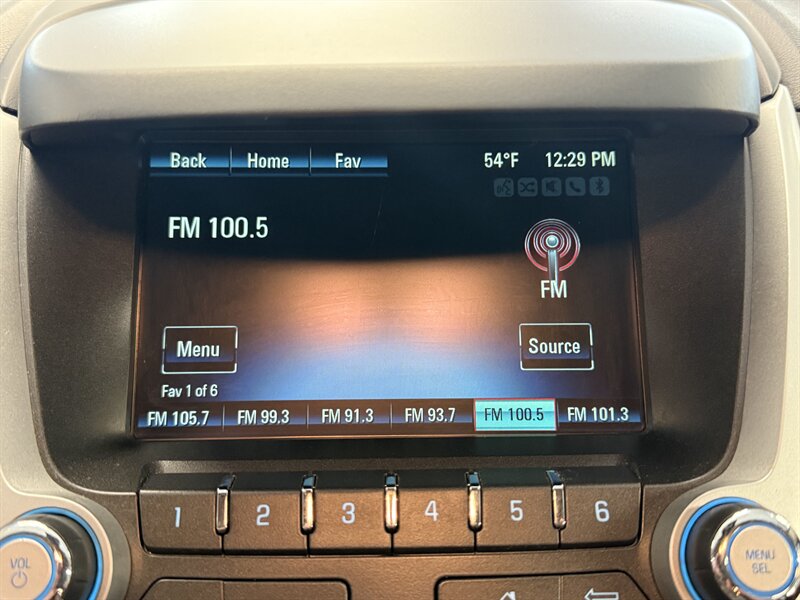 Back Home Fav 54°F 12:29 PM
FM 100.5
FM
Menu Source
Fav 1 of 6
FM 105.7 FM 99.3 FM 91.3 FM 93.7 FM 100.5 FM 101.3
1 2 3 4 5 6
VOL
MENU
SEL